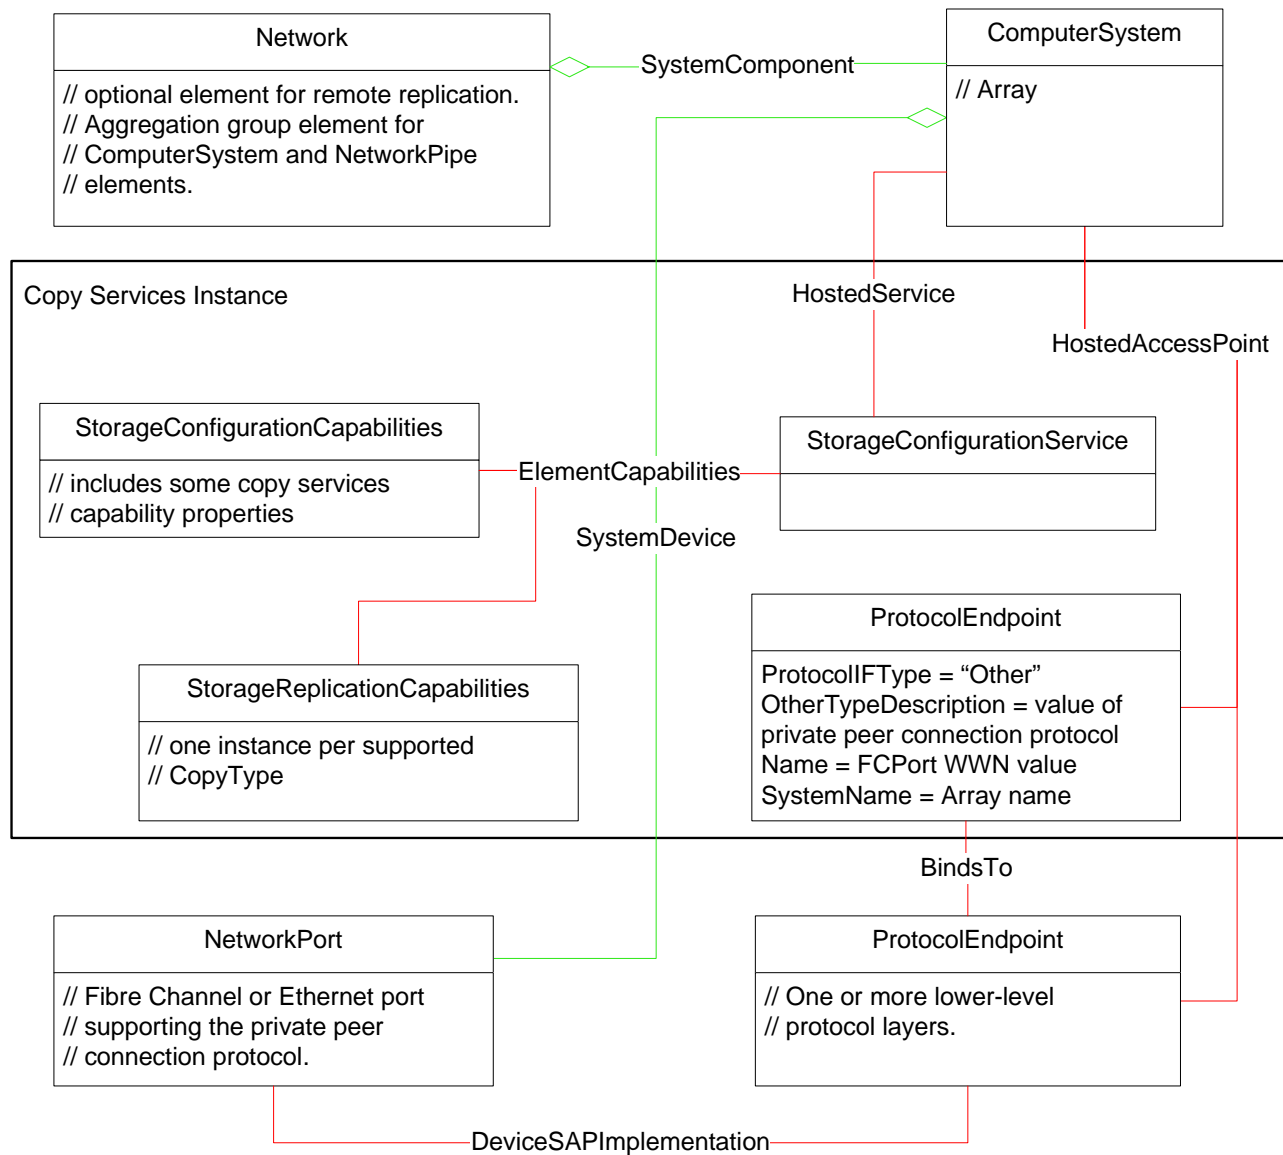 Network
// optional element for remote replication.
// Aggregation group element for
// ComputerSystem and NetworkPipe
// elements.
SystemComponent
ComputerSystem
// Array
Copy Services Instance
HostedService
HostedAccessPoint
StorageConfigurationCapabilities
// includes some copy services
// capability properties
ElementCapabilities
StorageConfigurationService
SystemDevice
StorageReplicationCapabilities
// one instance per supported
// CopyType
ProtocolEndpoint
ProtocolIFType = “Other”
OtherTypeDescription = value of
private peer connection protocol
Name = FCPort WWN value
SystemName = Array name
BindsTo
NetworkPort
// Fibre Channel or Ethernet port
// supporting the private peer
// connection protocol.
ProtocolEndpoint
// One or more lower-level
// protocol layers.
DeviceSAPImplementation